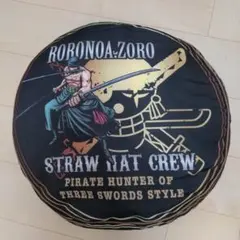 RORONOA.ZORO
STRAW HAT CREW
PIRATE HUNTER OF
THREE SWORDS STYLE